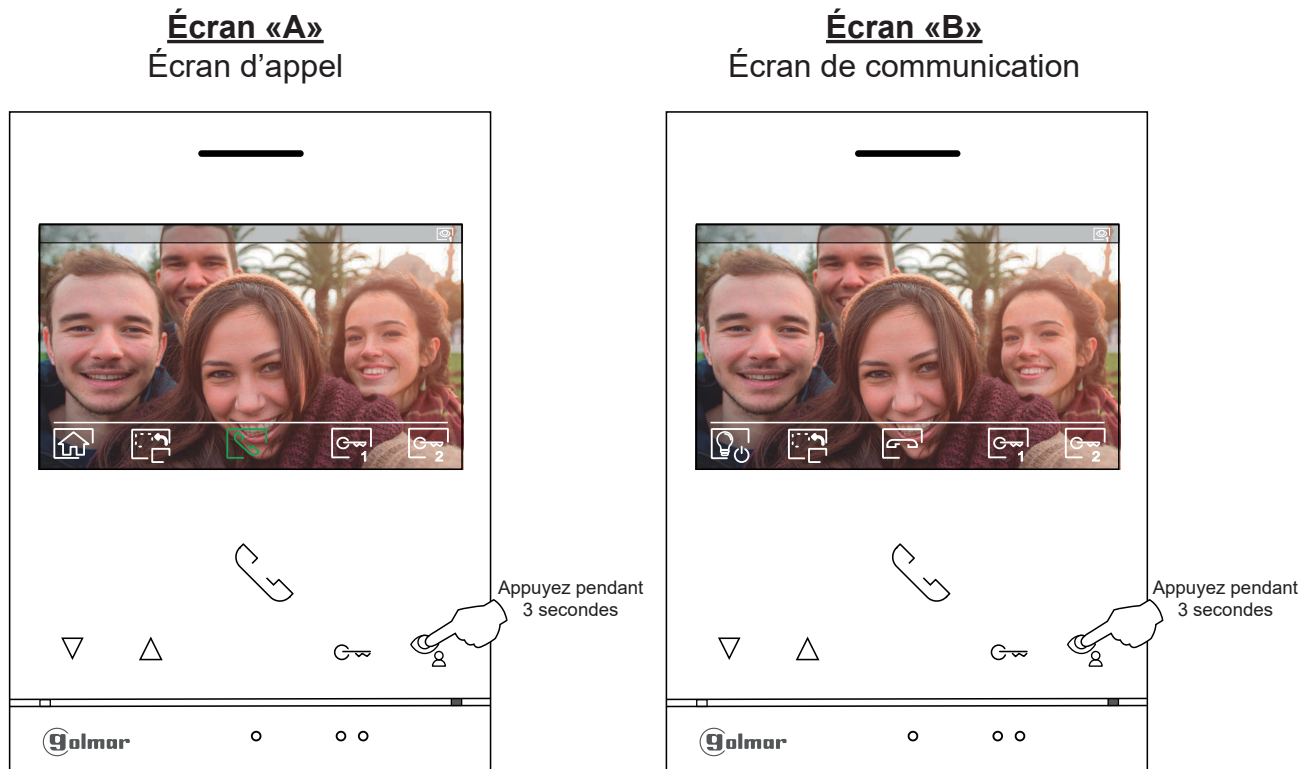 Écran «A»
Écran d’appel
Écran «B»
Écran de communication
1
2
1
2
Appuyez pendant
3 secondes
Appuyez pendant
3 secondes
golmar
golmar